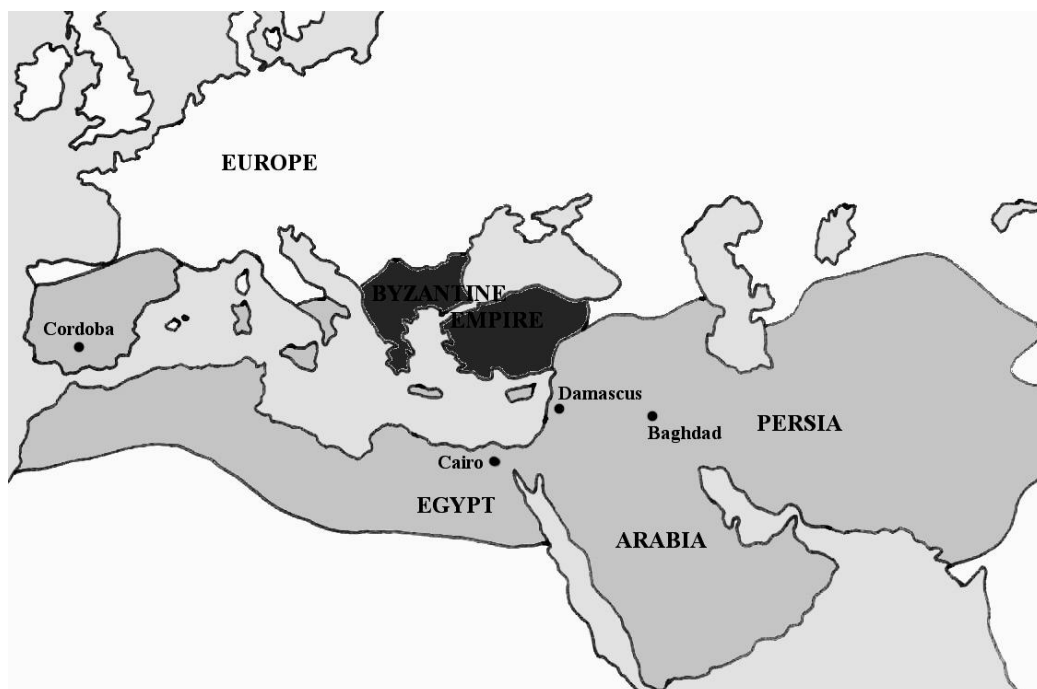 EUROPE
BYZANTINE
EMPIRE
Cordoba
Damascus
Baghdad
PERSIA
Cairo
EGYPT
ARABIA